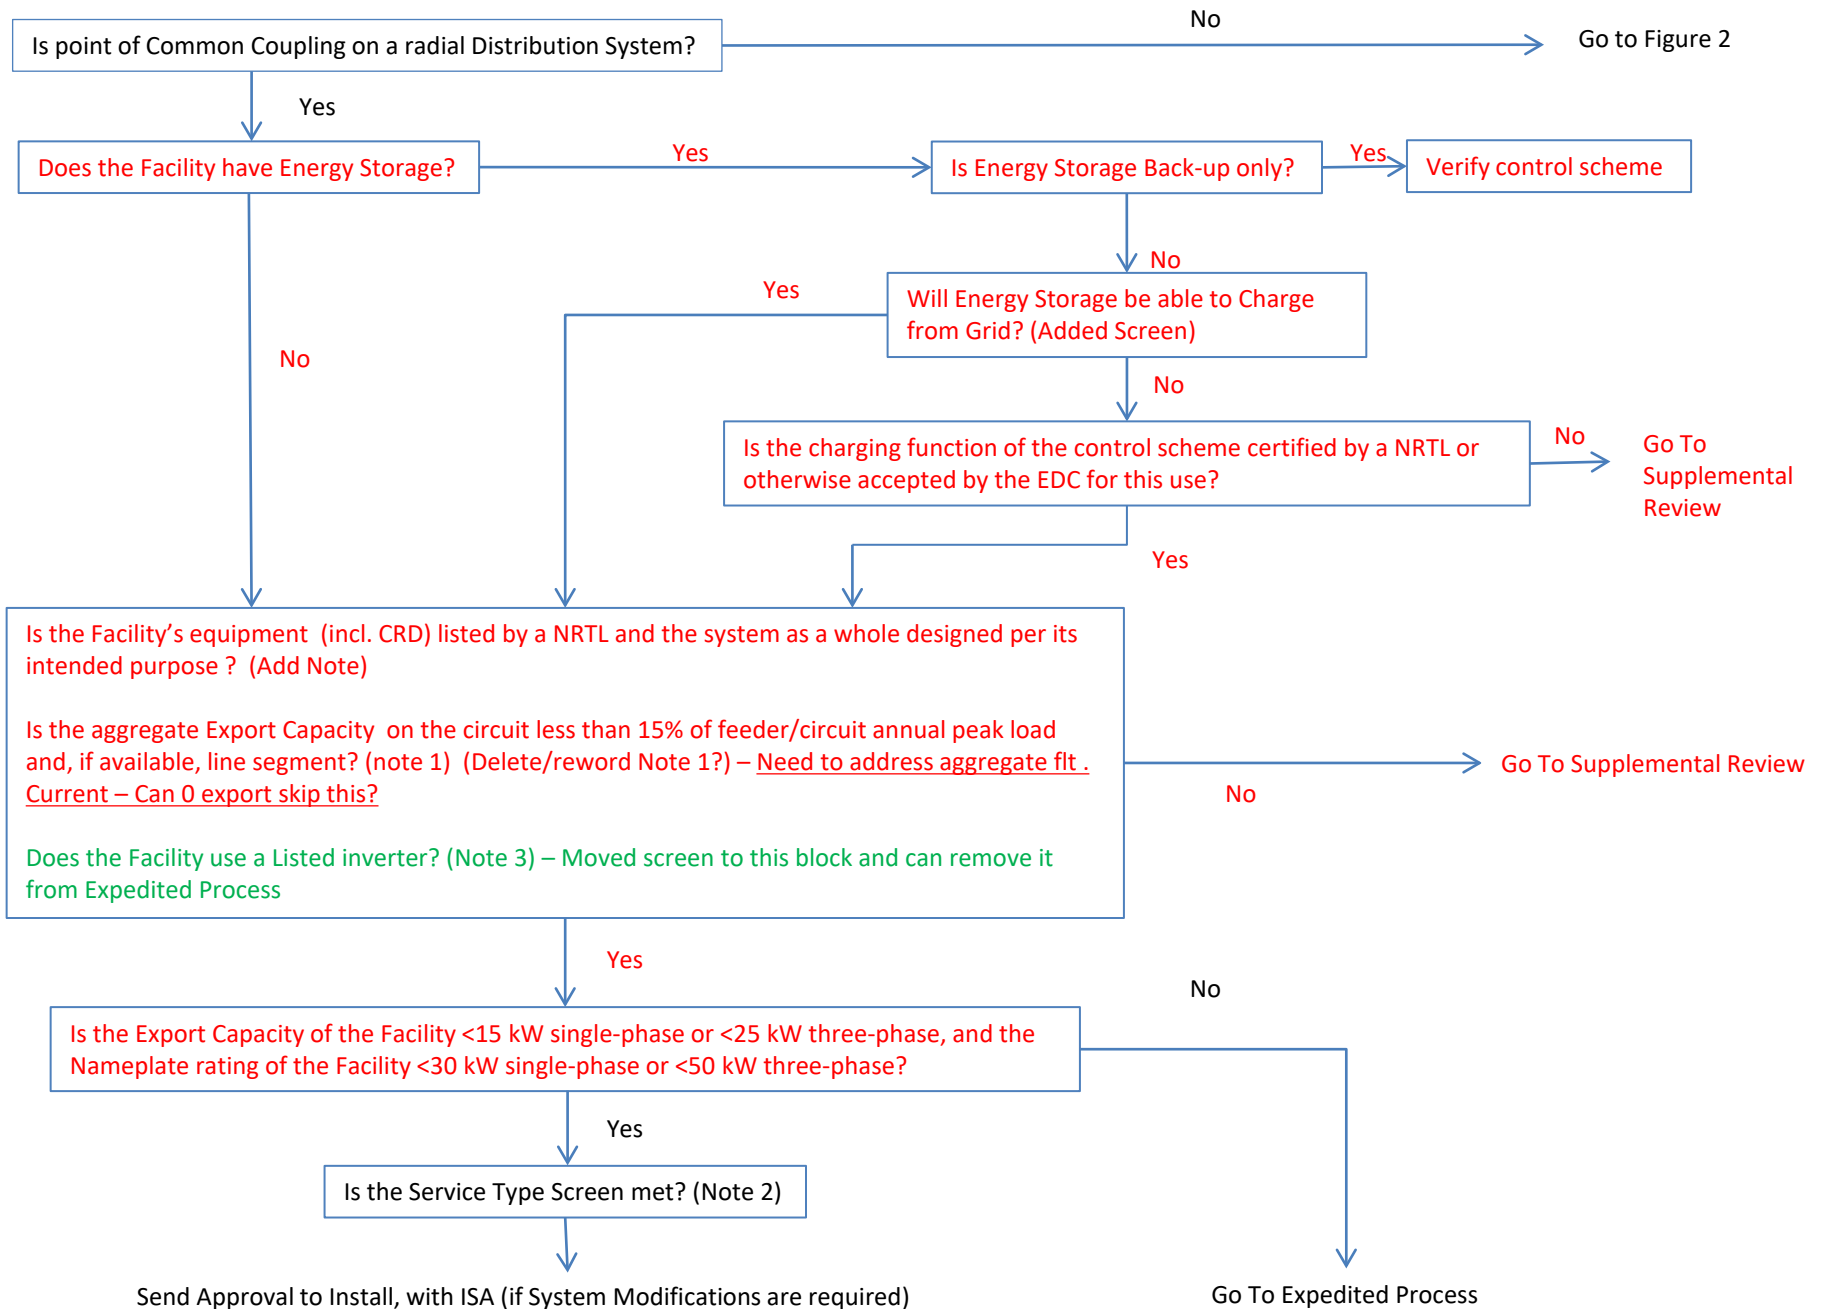 No
Is point of Common Coupling on a radial Distribution System?
Go to Figure 2
Yes
Does the Facility have Energy Storage?
Yes
Is Energy Storage Back-up only?
Yes
Verify control scheme
No
Yes
Will Energy Storage be able to Charge
from Grid? (Added Screen)
No
No
Is the charging function of the control scheme certified by a NRTL or
otherwise accepted by the EDC for this use?
No
Go To
Supplemental
Review
Yes
Is the Facility’s equipment  (incl. CRD) listed by a NRTL and the system as a whole designed per its
intended purpose ?  (Add Note)
Is the aggregate Export Capacity  on the circuit less than 15% of feeder/circuit annual peak load
and, if available, line segment? (note 1)  (Delete/reword Note 1?) – Need to address aggregate flt .
Current – Can 0 export skip this?
Does the Facility use a Listed inverter? (Note 3) – Moved screen to this block and can remove it
from Expedited Process
Go To Supplemental Review
No
Yes
No
Is the Export Capacity of the Facility <15 kW single-phase or <25 kW three-phase, and the
Nameplate rating of the Facility <30 kW single-phase or <50 kW three-phase?
Yes
Is the Service Type Screen met? (Note 2)
Send Approval to Install, with ISA (if System Modifications are required)
Go To Expedited Process